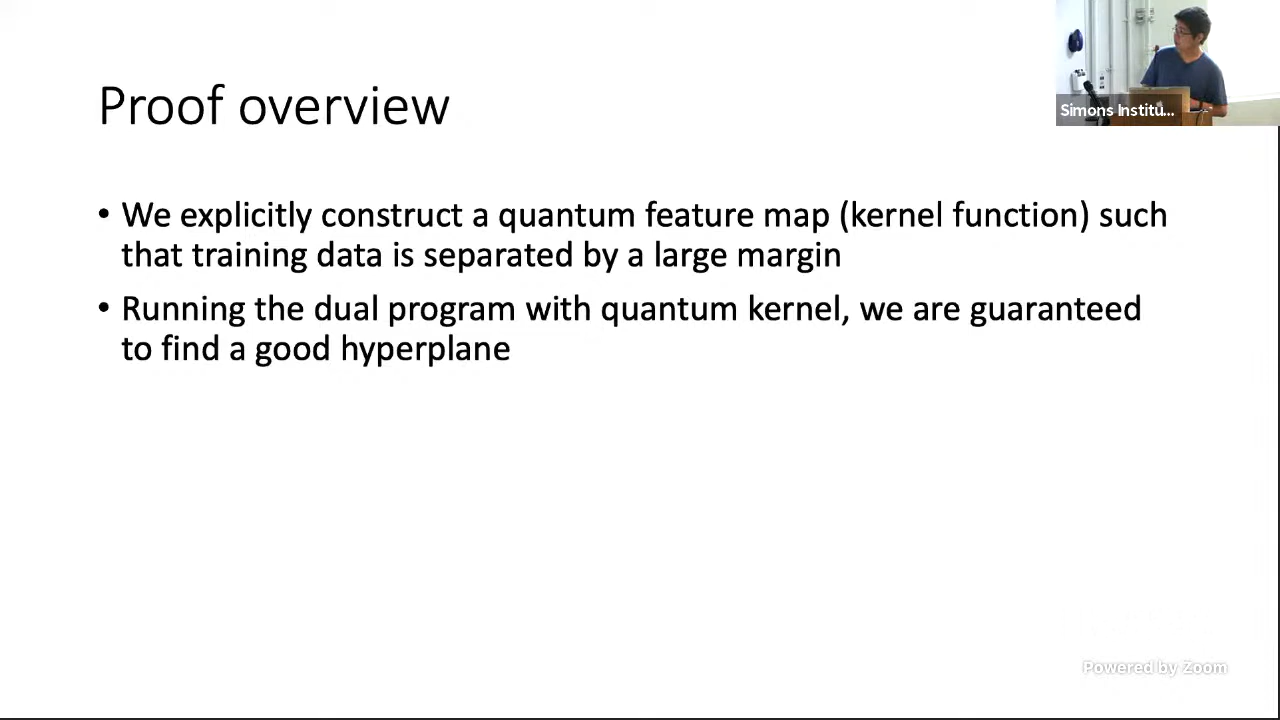 Simons Institu...
Proof overview
• We explicitly construct a quantum feature map (kernel function) such
that training data is separated by a large margin
• Running the dual program with quantum kernel, we are guaranteed
to find a good hyperplane
Powered by Zoom